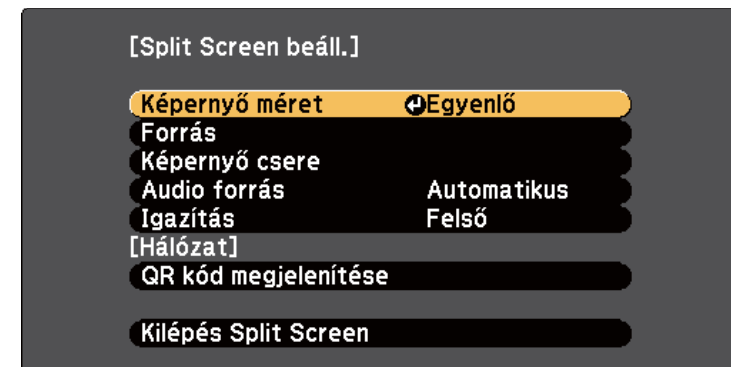 [Split Screen beáll.]
Képernyő méret Egyenlő
Forrás
Képernyő csere
Audio forrás Automatikus
Igazítás Felső
[Hálózat]
QR kód megjelenítése
Kilépés Split Screen